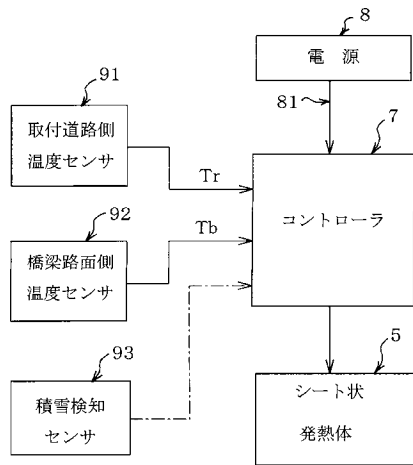 8
電 源
81
91
7
取付道路側
温度センサ
Tr
コントローラ
92
Tb
橋梁路面側
温度センサ
93
5
積雪検知
センサ
シート状
発熱体